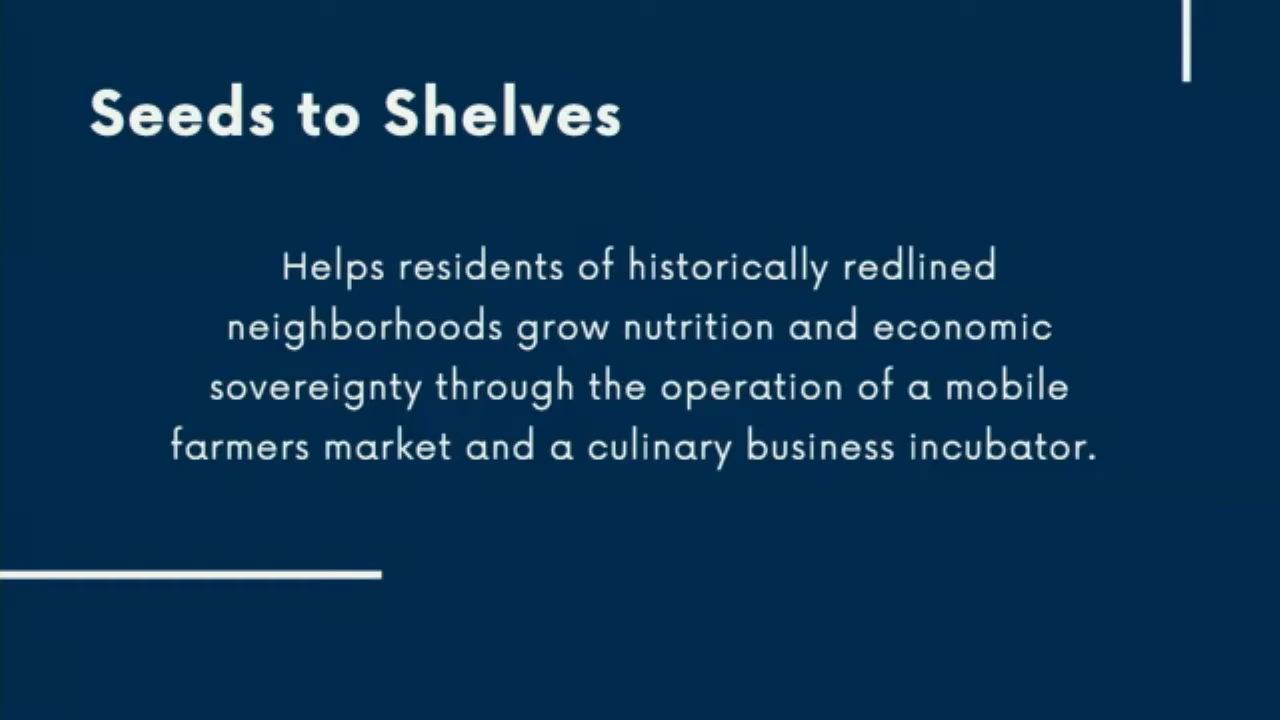 Seeds to Shelves
Helps residents of historically redlined
neighborhoods grow nutrition and economic
sovereignty through the operation of a mobile
farmers market and a culinary business incubator.